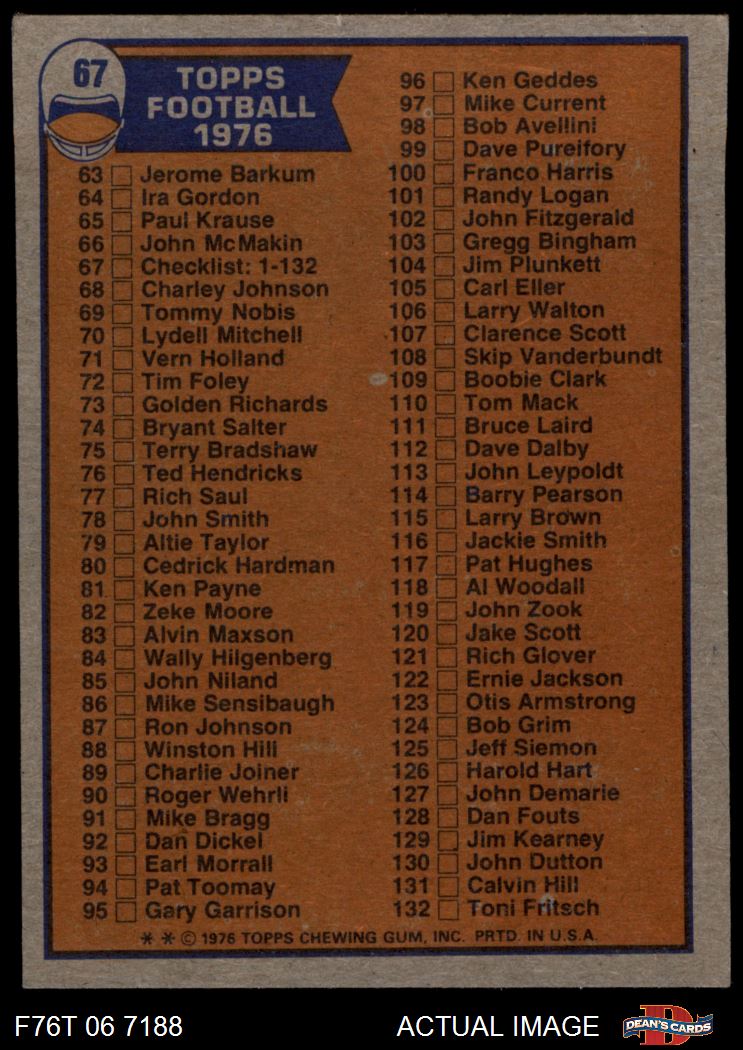 67
TOPPS
FOOTBALL
1976
63 Jerome Barkum
64 Ira Gordon
65 Paul Krause
66 John McMakin
67 Checklist: 1-132
68 Charley Johnson
69 Tommy Nobis
70 Lydell Mitchell
71 Vern Holland
72 Tim Foley
73 Golden Richards
74 Bryant Salter
75 Terry Bradshaw
76 Ted Hendricks
77 Rich Saul
78 John Smith
79 Altie Taylor
80 Cedrick Hardman
81 Ken Payne
82 Zeke Moore
83 Alvin Maxson
84 Wally Hilgenberg
85 John Niland
86 Mike Sensibaugh
87 Ron Johnson
88 Winston Hill
89 Charlie Joiner
90 Roger Wehrli
91 Mike Bragg
92 Dan Dickel
93 Earl Morrall
94 Pat Toomay
95 Gary Garrison
96 Ken Geddes
97 Mike Current
98 Bob Avellini
99 Dave Pureifory
100 Franco Harris
101 Randy Logan
102 John Fitzgerald
103 Gregg Bingham
104 Jim Plunkett
105 Carl Eller
106 Larry Walton
107 Clarence Scott
108 Skip Vanderbundt
109 Boobie Clark
110 Tom Mack
111 Bruce Laird
112 Dave Dalby
113 John Leypoldt
114 Barry Pearson
115 Larry Brown
116 Jackie Smith
117 Pat Hughes
118 Al Woodall
119 John Zook
120 Jake Scott
121 Rich Glover
122 Ernie Jackson
123 Otis Armstrong
124 Bob Grim
125 Jeff Siemon
126 Harold Hart
127 John Demarie
128 Dan Fouts
129 Jim Kearney
130 John Dutton
131 Calvin Hill
132 Toni Fritsch
* * © 1976 TOPPS CHEWING GUM, INC. PRTD. IN U.S.A.
F76T 06 7188 ACTUAL IMAGE DEAN'S CARDS